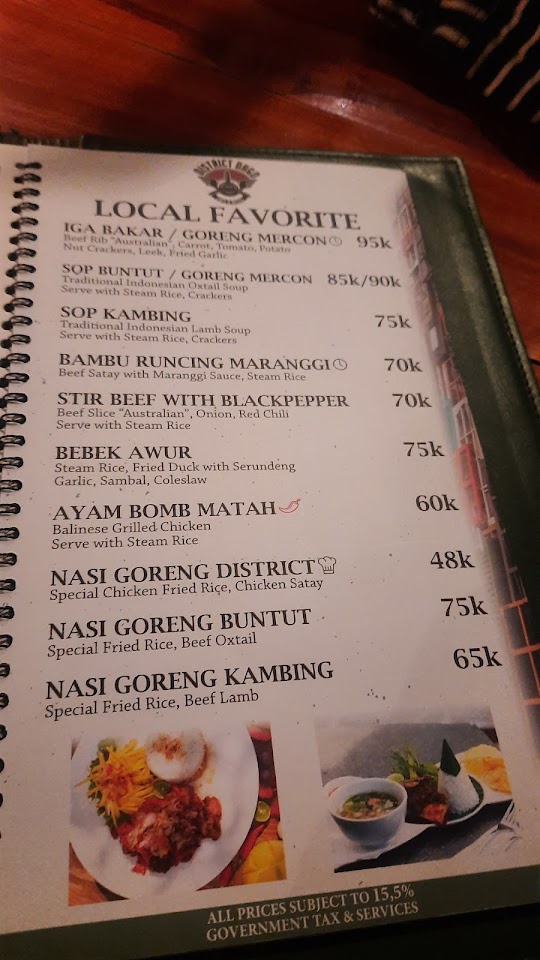 DISTRICT DAGO
LOCAL FAVORITE
IGA BAKAR / GORENG MERCON 95k
Beef Rib "Australian", Carrot, Tomato, Potato
Nut Crackers, Leek, Fried Garlic
SOP BUNTUT / GORENG MERCON 85k/90k
Traditional Indonesian Oxtail Soup
Serve with Steam Rice, Crackers
SOP KAMBING 75k
Traditional Indonesian Lamb Soup
Serve with Steam Rice, Crackers
BAMBU RUNCING MARANGGI 70k
Beef Satay with Maranggi Sauce, Steam Rice
STIR BEEF WITH BLACKPEPPER 70k
Beef Slice "Australian", Onion, Red Chili
Serve with Steam Rice
BEBEK AWUR 75k
Steam Rice, Fried Duck with Serundeng
Garlic, Sambal, Coleslaw
AYAM BOMB MATAH 60k
Balinese Grilled Chicken
Serve with Steam Rice
NASI GORENG DISTRICT 48k
Special Chicken Fried Rice, Chicken Satay
NASI GORENG BUNTUT 75k
Special Fried Rice, Beef Oxtail
NASI GORENG KAMBING 65k
Special Fried Rice, Beef Lamb
ALL PRICES SUBJECT TO 15,5%
GOVERNMENT TAX & SERVICES